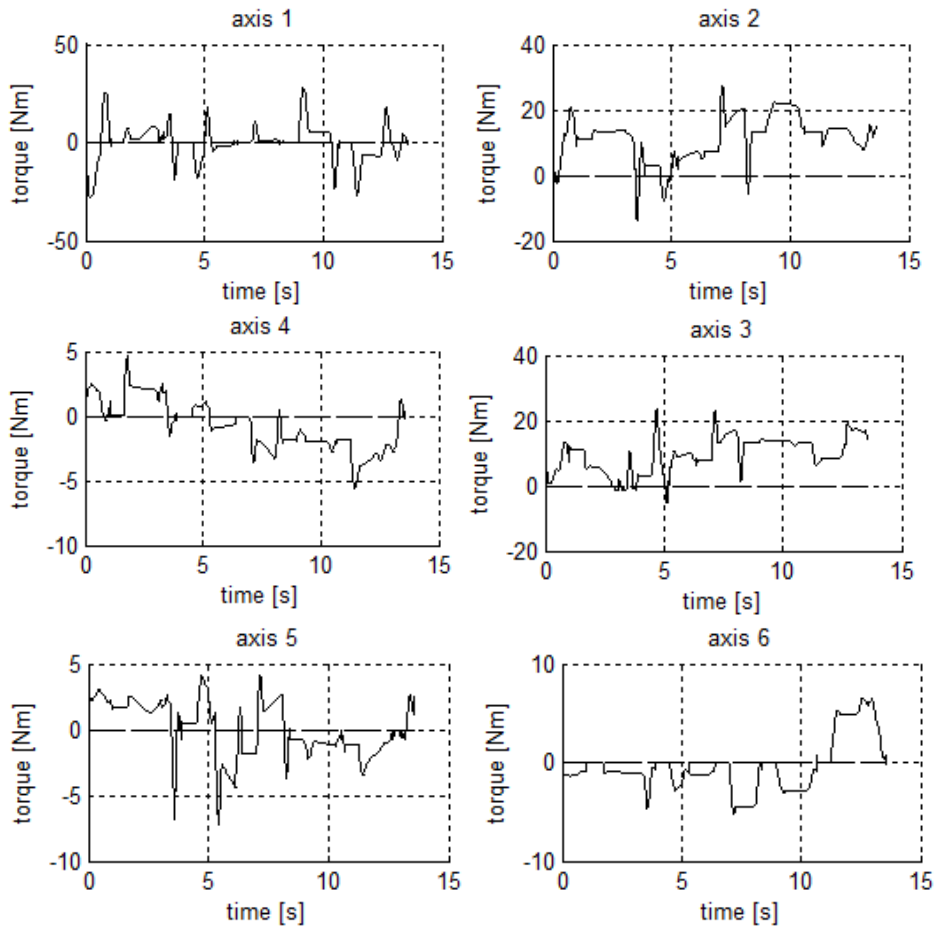 axis 1
torque [Nm]
50
0
-50
0 5 10 15
time [s]
axis 2
torque [Nm]
40
20
0
-20
0 5 10 15
time [s]
axis 4
torque [Nm]
5
0
-5
-10
0 5 10 15
time [s]
axis 3
torque [Nm]
40
20
0
-20
0 5 10 15
time [s]
axis 5
torque [Nm]
5
0
-5
-10
0 5 10 15
time [s]
axis 6
torque [Nm]
10
0
-10
0 5 10 15
time [s]